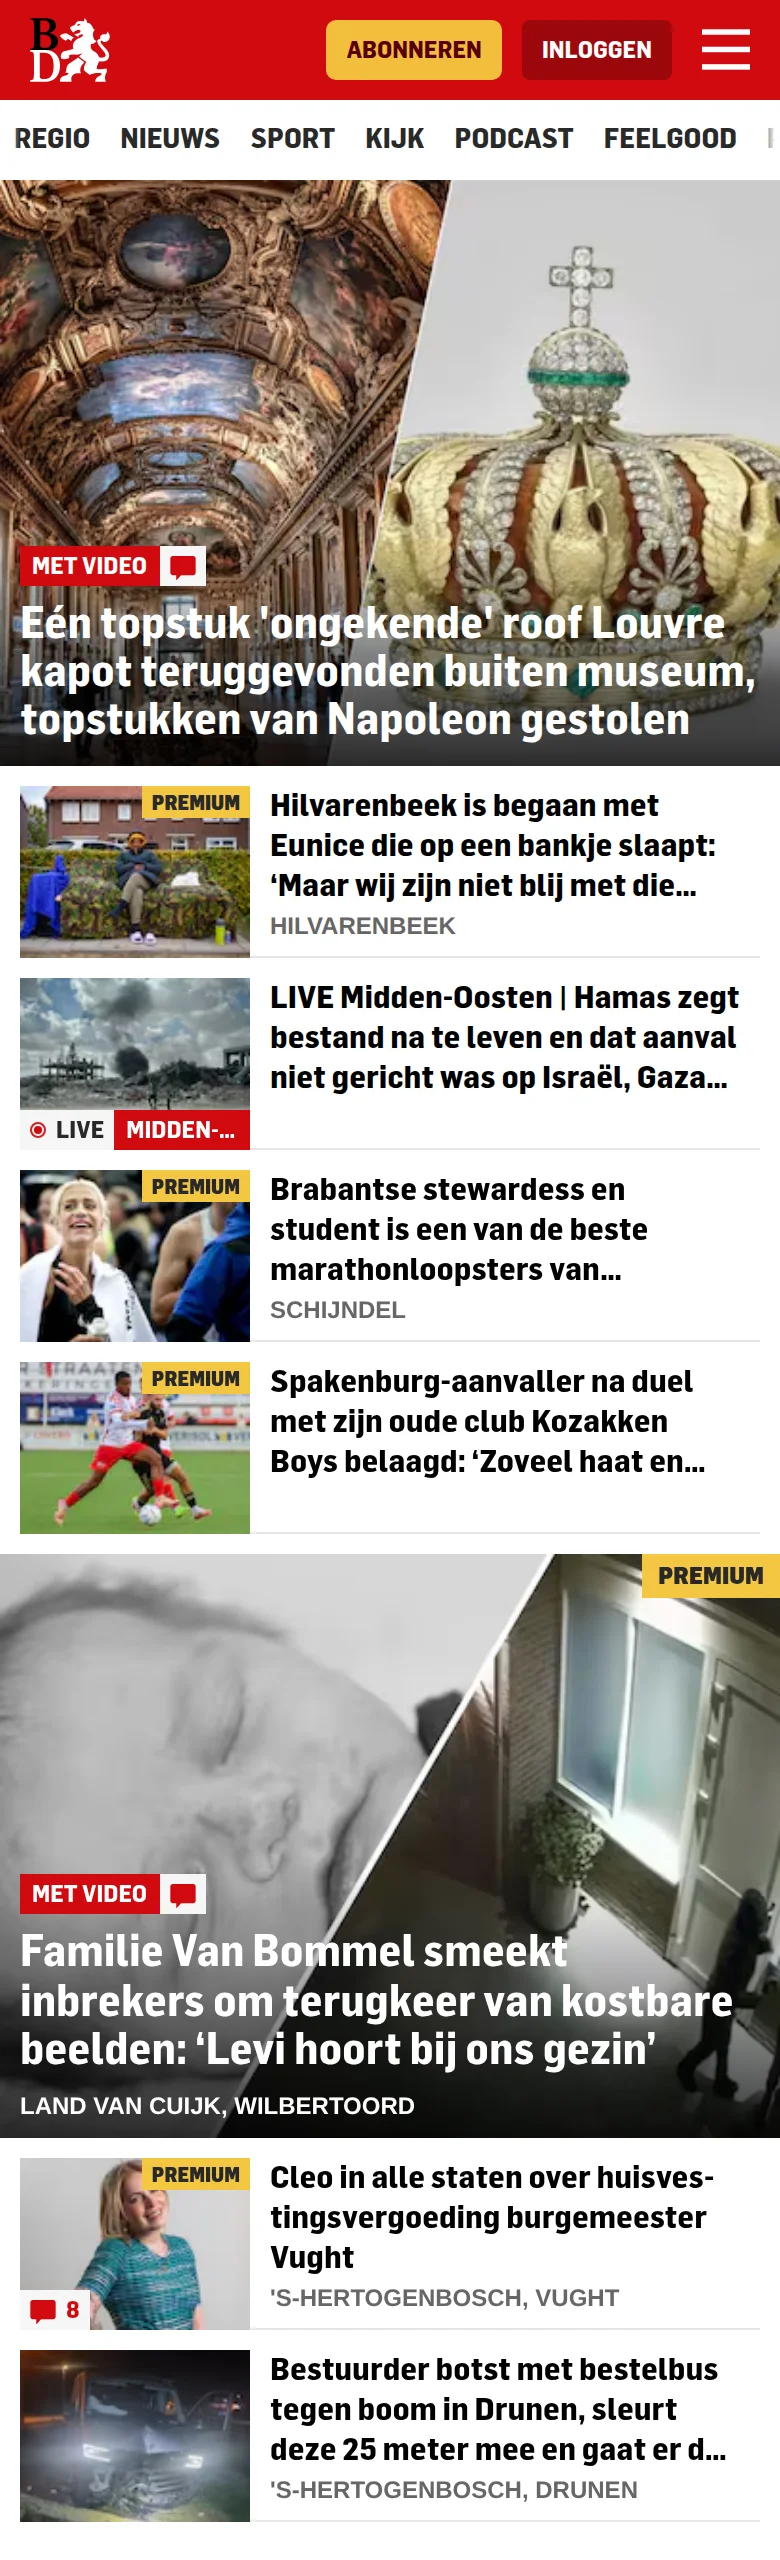 BD
ABONNEREN
INLOGGEN
REGIO NIEUWS SPORT KIJK PODCAST FEELGOOD
MET VIDEO
Eén topstuk 'ongekende' roof Louvre
kapot teruggevonden buiten museum,
topstukken van Napoleon gestolen
PREMIUM
Hilvarenbeek is begaan met
Eunice die op een bankje slaapt:
‘Maar wij zijn niet blij met die...
HILVARENBEEK
LIVE MIDDEN-...
LIVE Midden-Oosten | Hamas zegt
bestand na te leven en dat aanval
niet gericht was op Israël, Gaza...
PREMIUM
Brabantse stewardess en
student is een van de beste
marathonloopsters van...
SCHIJNDEL
PREMIUM
Spakenburg-aanvaller na duel
met zijn oude club Kozakken
Boys belaagd: ‘Zoveel haat en...
PREMIUM
MET VIDEO
Familie Van Bommel smeekt
inbrekers om terugkeer van kostbare
beelden: ‘Levi hoort bij ons gezin’
LAND VAN CUIJK, WILBERTOORD
PREMIUM
8
Cleo in alle staten over huisves-
tingsvergoeding burgemeester
Vught
'S-HERTOGENBOSCH, VUGHT
Bestuurder botst met bestelbus
tegen boom in Drunen, sleurt
deze 25 meter mee en gaat er d...
'S-HERTOGENBOSCH, DRUNEN